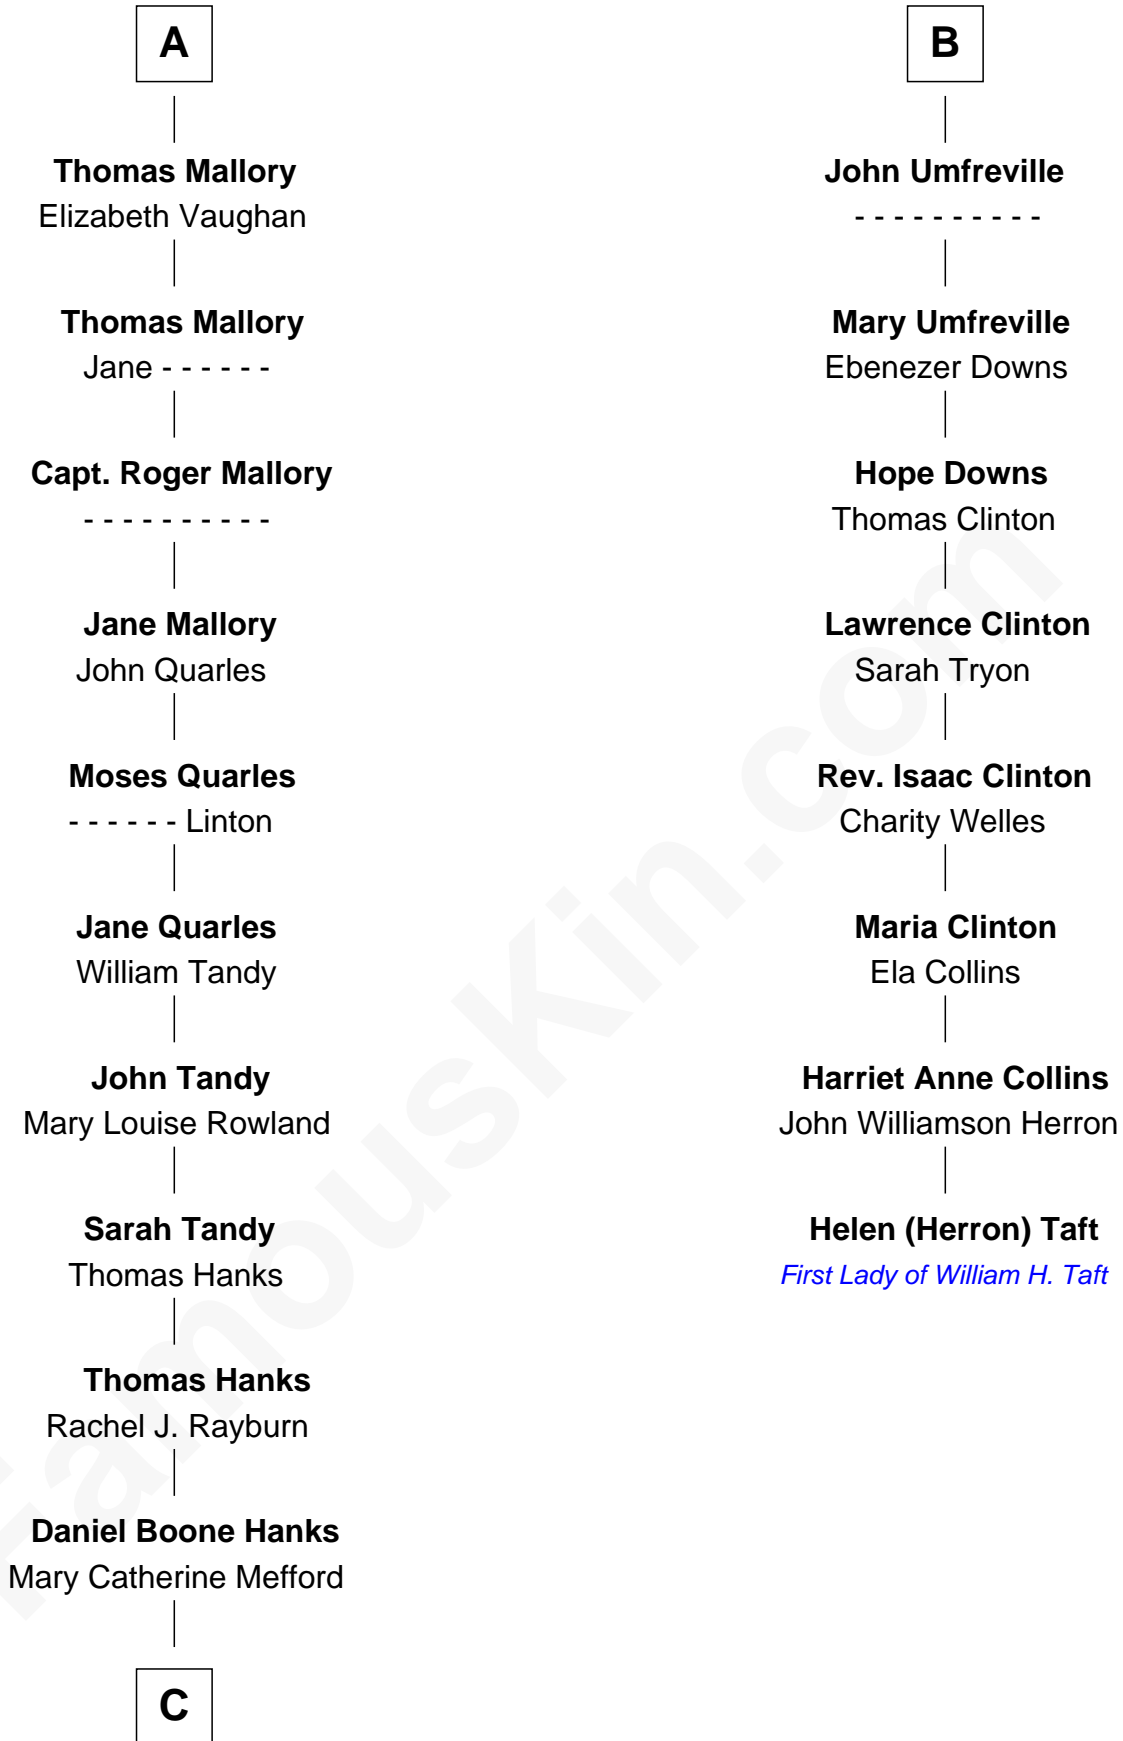 A
Thomas Mallory
Elizabeth Vaughan
Thomas Mallory
Jane - - - - - -
Capt. Roger Mallory
- - - - - - - - - -
Jane Mallory
John Quarles
Moses Quarles
- - - - - - Linton
Jane Quarles
William Tandy
John Tandy
Mary Louise Rowland
Sarah Tandy
Thomas Hanks
Thomas Hanks
Rachel J. Rayburn
Daniel Boone Hanks
Mary Catherine Mefford
C
B
John Umfreville
- - - - - - - - - -
Mary Umfreville
Ebenezer Downs
Hope Downs
Thomas Clinton
Lawrence Clinton
Sarah Tryon
Rev. Isaac Clinton
Charity Welles
Maria Clinton
Ela Collins
Harriet Anne Collins
John Williamson Herron
Helen (Herron) Taft
First Lady of William H. Taft
FamousKin.com